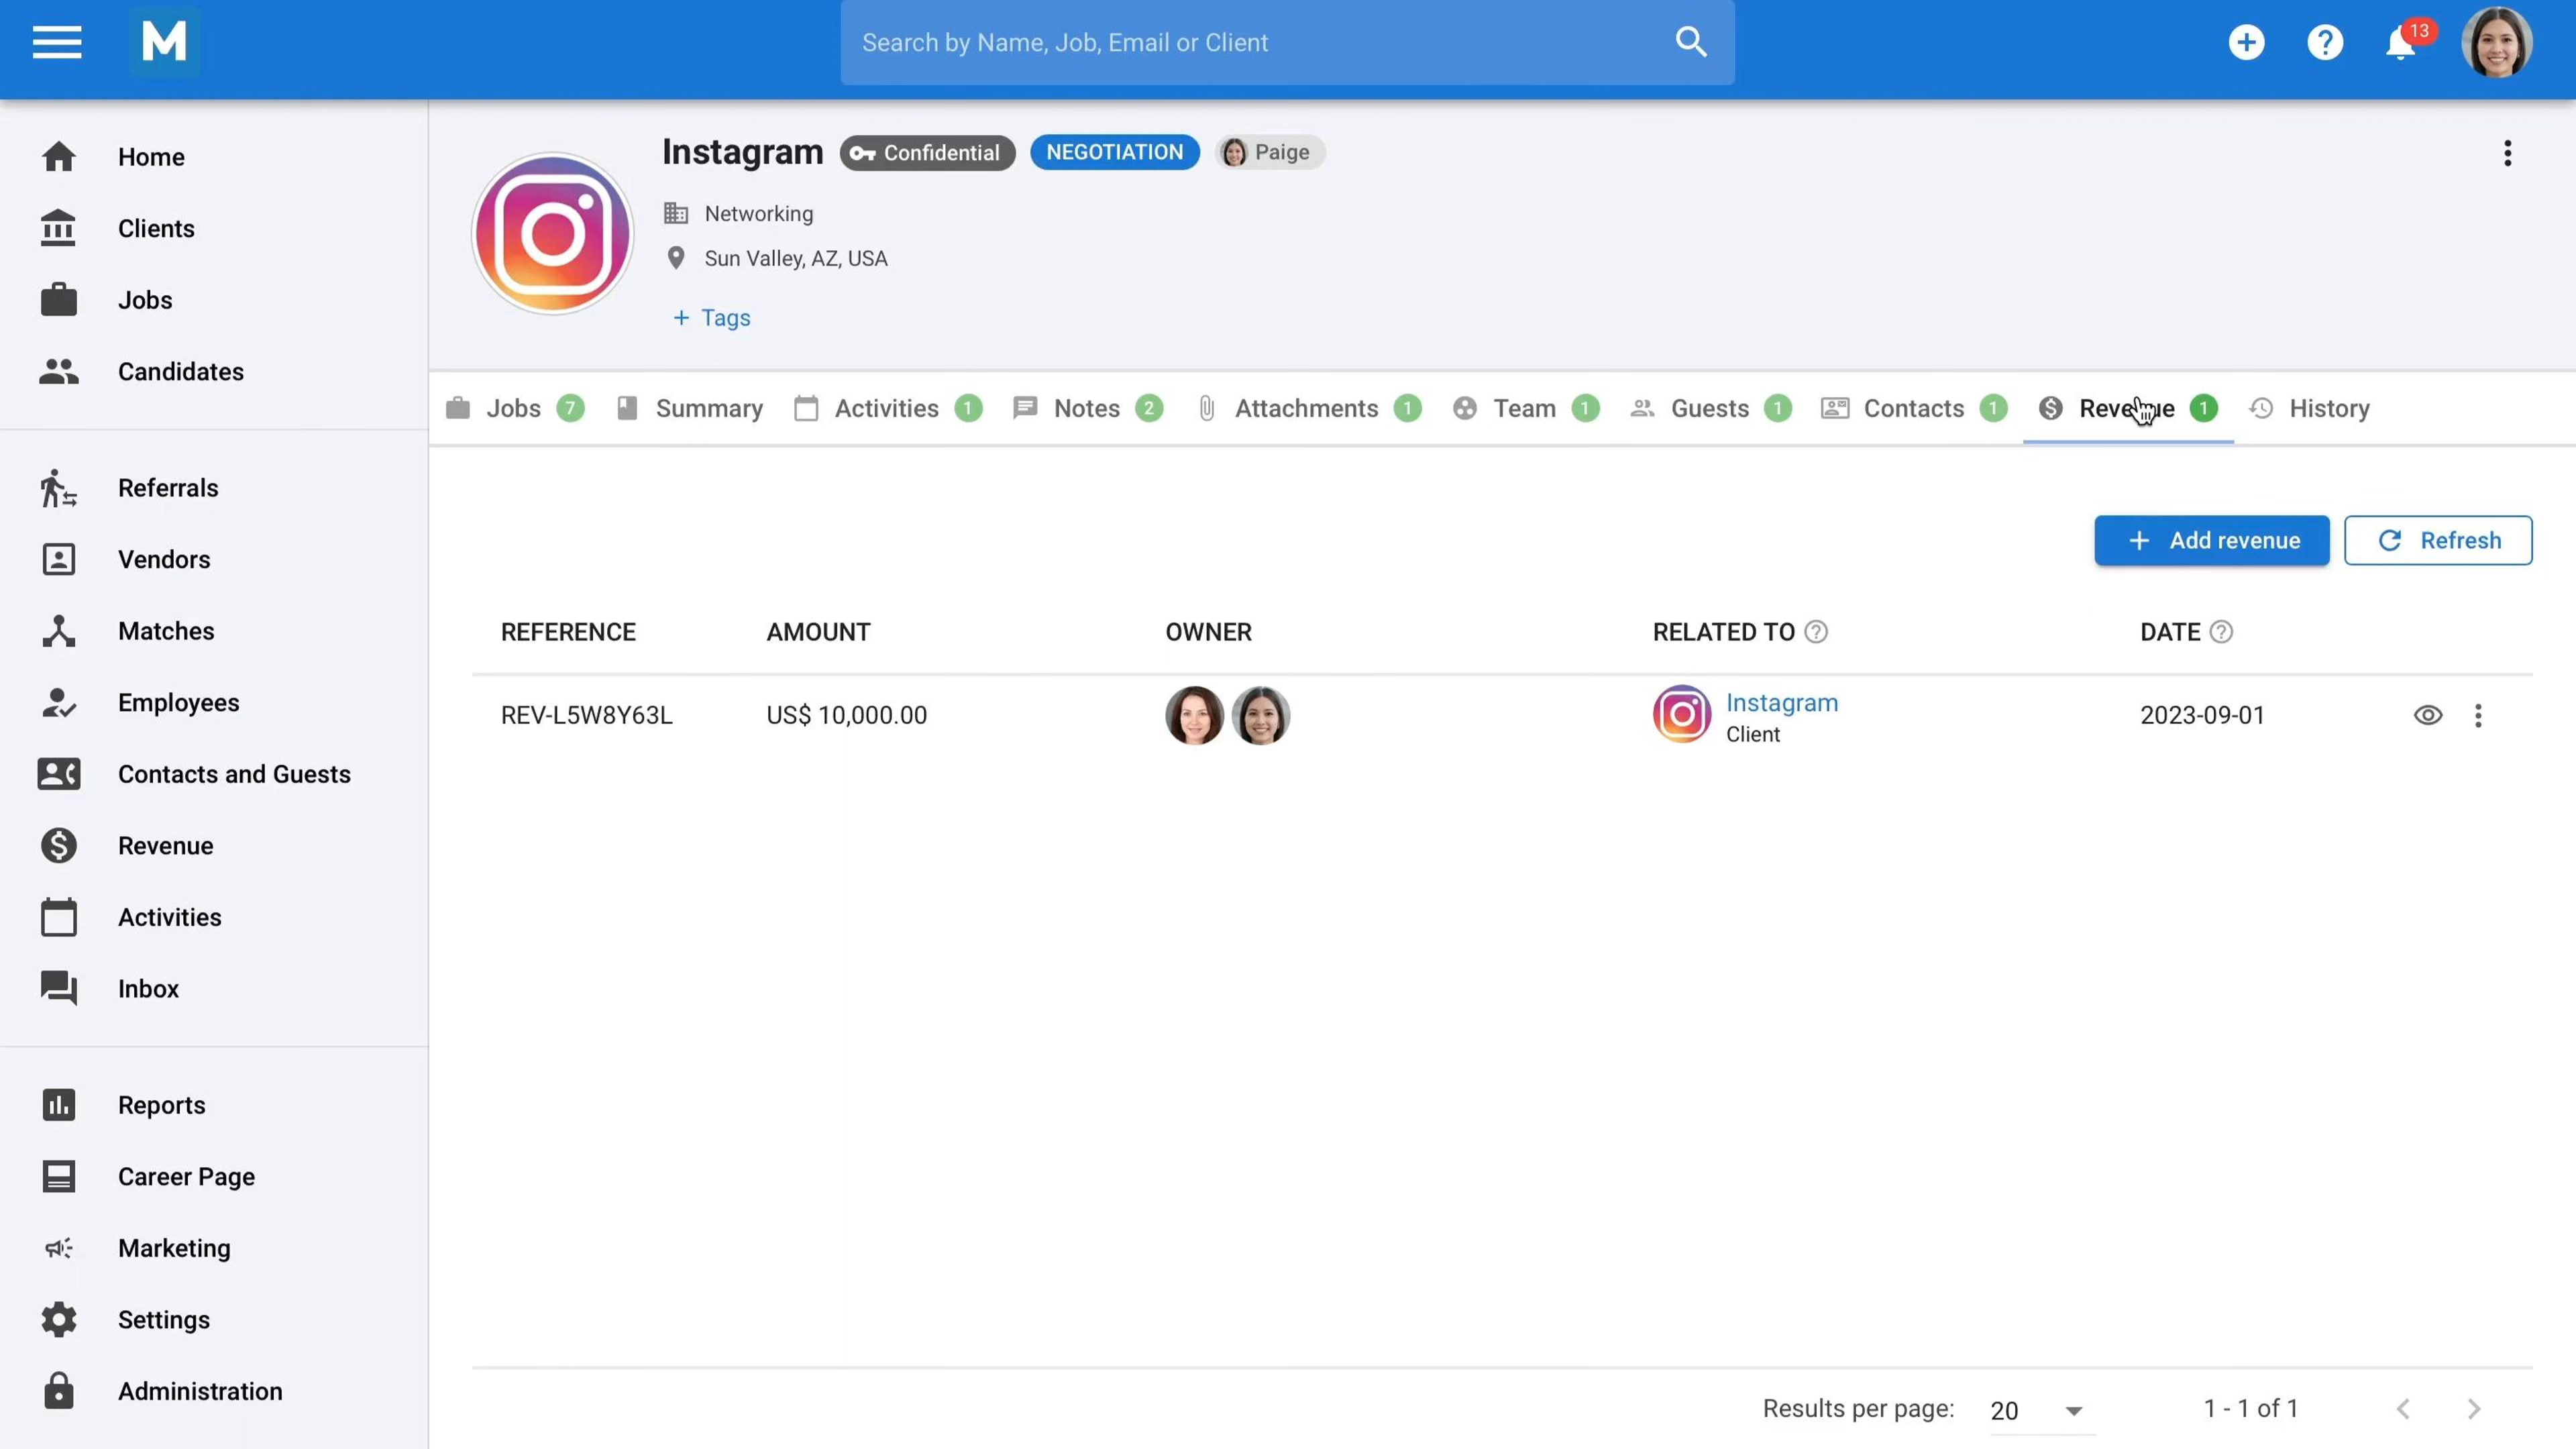 M
Search by Name, Job, Email or Client
13
Home
Clients
Jobs
Candidates
Referrals
Vendors
Matches
Employees
Contacts and Guests
Revenue
Activities
Inbox
Reports
Career Page
Marketing
Settings
Administration
Instagram Confidential NEGOTIATION Paige
Networking
Sun Valley, AZ, USA
+ Tags
Jobs 7 Summary Activities 1 Notes 2 Attachments 1 Team 1 Guests 1 Contacts 1 Revenue 1 History
+ Add revenue Refresh
REFERENCE AMOUNT OWNER RELATED TO DATE
REV-L5W8Y63L US$ 10,000.00 Instagram 2023-09-01
Client
Results per page: 20 1 - 1 of 1